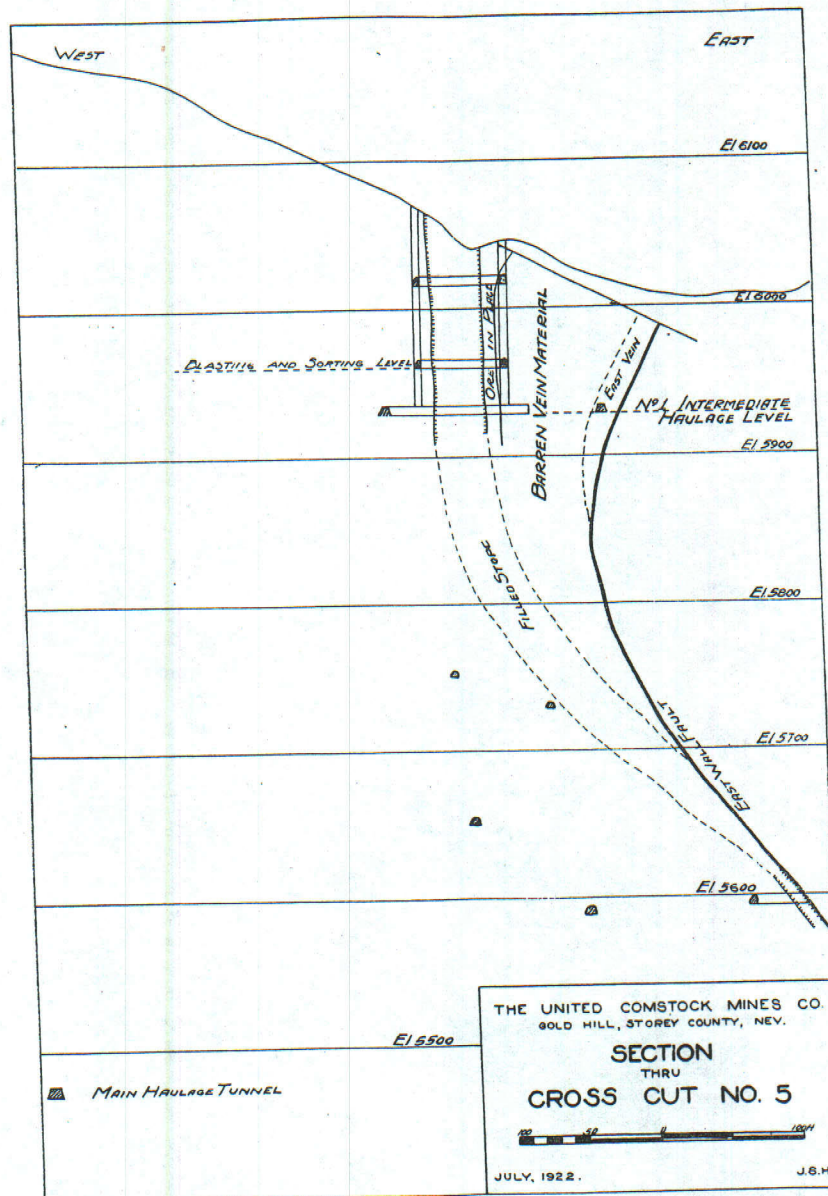 WEST
EAST
El 6100
El 6000
BLASTING AND SORTING LEVEL
ORE IN PLACE
BARREN VEIN MATERIAL
EAST VEIN
No 1 INTERMEDIATE
HAULAGE LEVEL
El 5900
FILLED STOPE
El 5800
EAST WALL FAULT
El 5700
El 5600
El 5500
MAIN HAULAGE TUNNEL
THE UNITED COMSTOCK MINES CO.
GOLD HILL, STOREY COUNTY, NEV.
SECTION
THRU
CROSS CUT NO. 5
100 50 0 100ft
JULY, 1922.